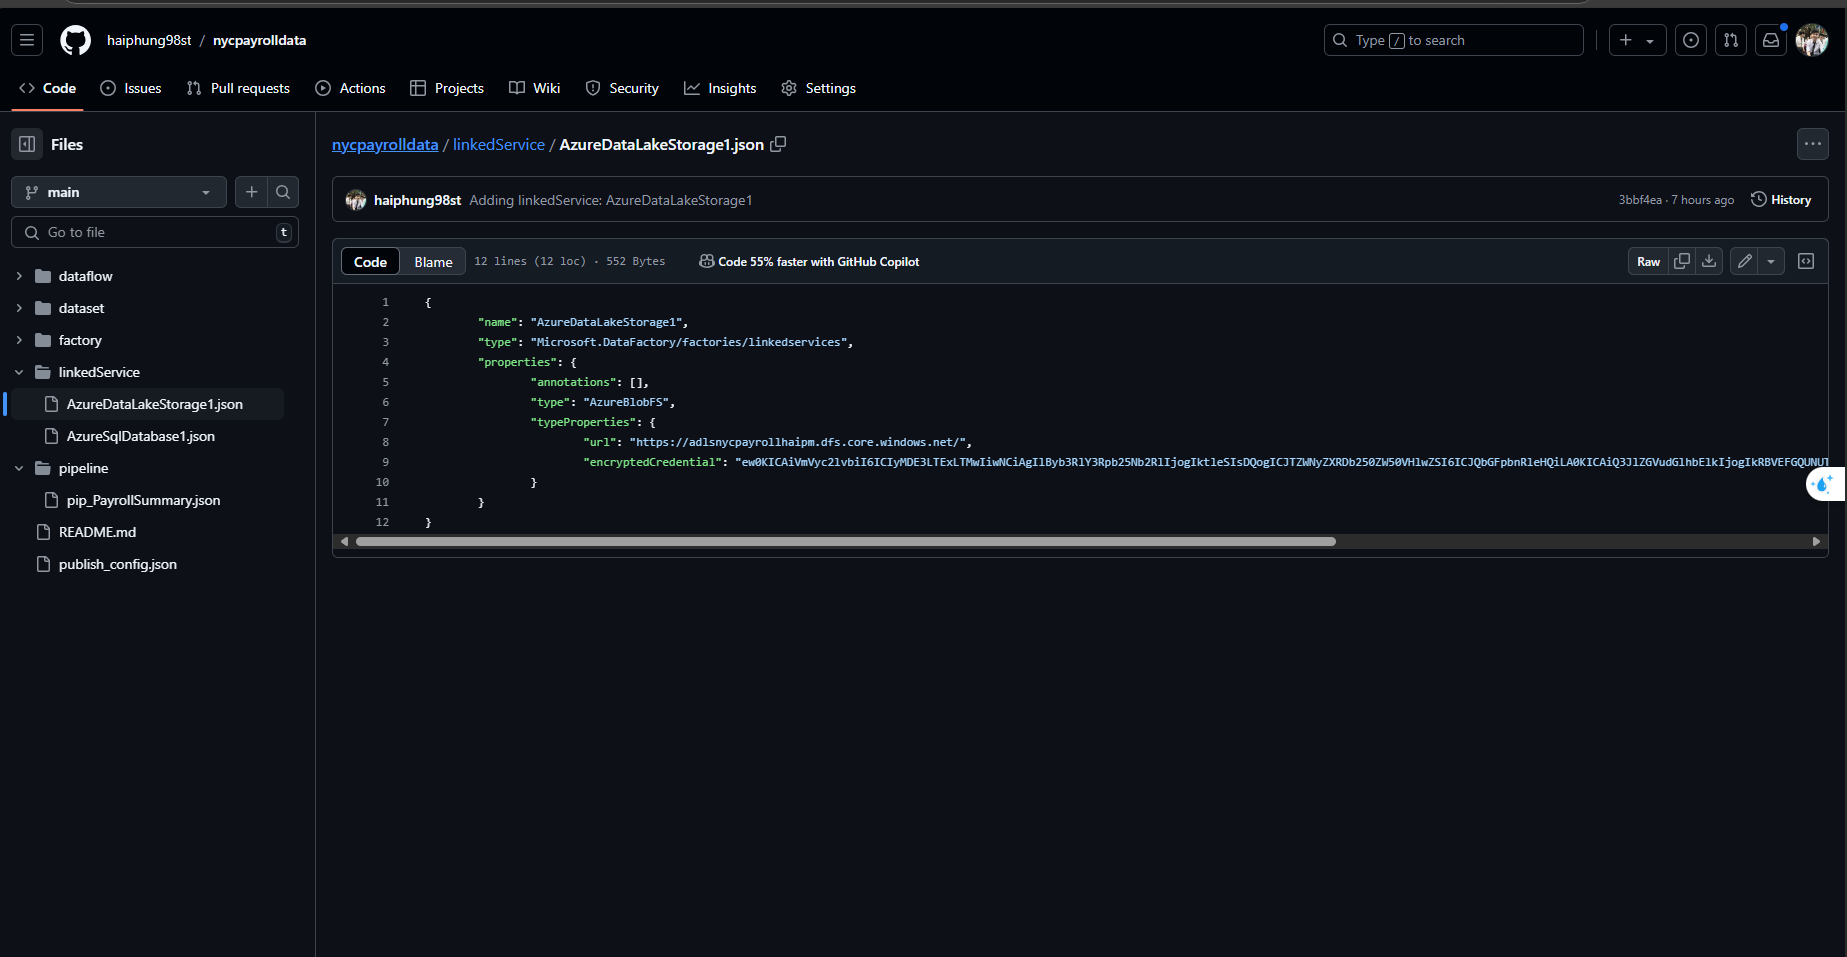 haiphung98st / nycpayrolldata
Type / to search
Code Issues Pull requests Actions Projects Wiki Security Insights Settings
Files
main
Go to file t
dataflow
dataset
factory
linkedService
AzureDataLakeStorage1.json
AzureSqlDatabase1.json
pipeline
pip_PayrollSummary.json
README.md
publish_config.json
nycpayrolldata / linkedService / AzureDataLakeStorage1.json
haiphung98st Adding linkedService: AzureDataLakeStorage1 3bbf4ea · 7 hours ago History
Code Blame 12 lines (12 loc) · 552 Bytes Code 55% faster with GitHub Copilot Raw
1 {
2 "name": "AzureDataLakeStorage1",
3 "type": "Microsoft.DataFactory/factories/linkedservices",
4 "properties": {
5 "annotations": [],
6 "type": "AzureBlobFS",
7 "typeProperties": {
8 "url": "https://adlsnycpayrollhaipm.dfs.core.windows.net/",
9 "encryptedCredential":
10 }
11 }
12 }